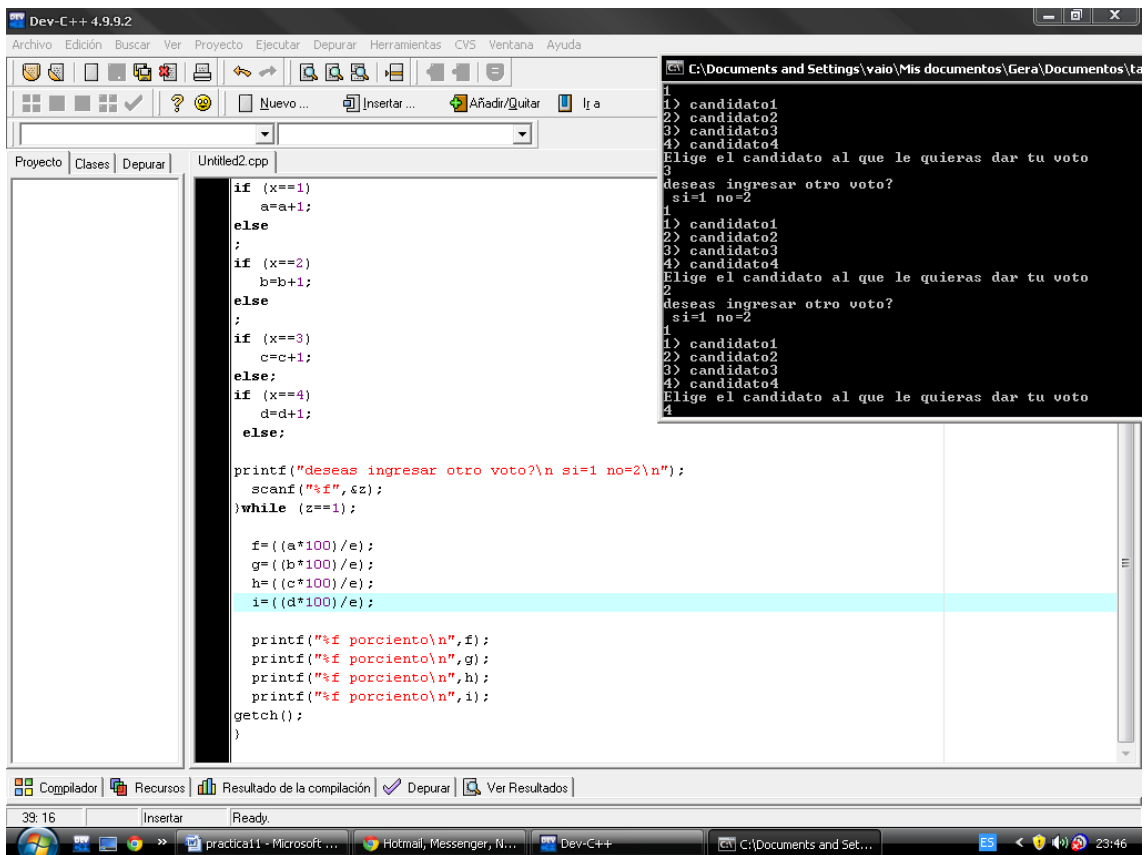 Dev-C++ 4.9.9.2
Archivo Edición Buscar Ver Proyecto Ejecutar Depurar Herramientas CVS Ventana Ayuda
Nuevo ... Insertar ... Añadir/Quitar Ir a
Proyecto Clases Depurar
Untitled2.cpp
if (x==1)
a=a+1;
else
;
if (x==2)
b=b+1;
else
;
if (x==3)
c=c+1;
else;
if (x==4)
d=d+1;
else;
printf("deseas ingresar otro voto?\n si=1 no=2\n");
scanf("%f",&z);
}while (z==1);
f=((a*100)/e);
g=((b*100)/e);
h=((c*100)/e);
i=((d*100)/e);
printf("%f porciento\n",f);
printf("%f porciento\n",g);
printf("%f porciento\n",h);
printf("%f porciento\n",i);
getch();
}
C:\Documents and Settings\vaio\Mis documentos\Gera\Documentos\ta
1
1) candidato1
2) candidato2
3) candidato3
4) candidato4
Elige el candidato al que le quieras dar tu voto
3
deseas ingresar otro voto?
si=1 no=2
1
1) candidato1
2) candidato2
3) candidato3
4) candidato4
Elige el candidato al que le quieras dar tu voto
2
deseas ingresar otro voto?
si=1 no=2
1
1) candidato1
2) candidato2
3) candidato3
4) candidato4
Elige el candidato al que le quieras dar tu voto
4
Compilador Recursos Resultado de la compilación Depurar Ver Resultados
39: 16 Insertar Ready.
practica11 - Microsoft ... Hotmail, Messenger, N... Dev-C++ C:\Documents and Set... ES 23:46